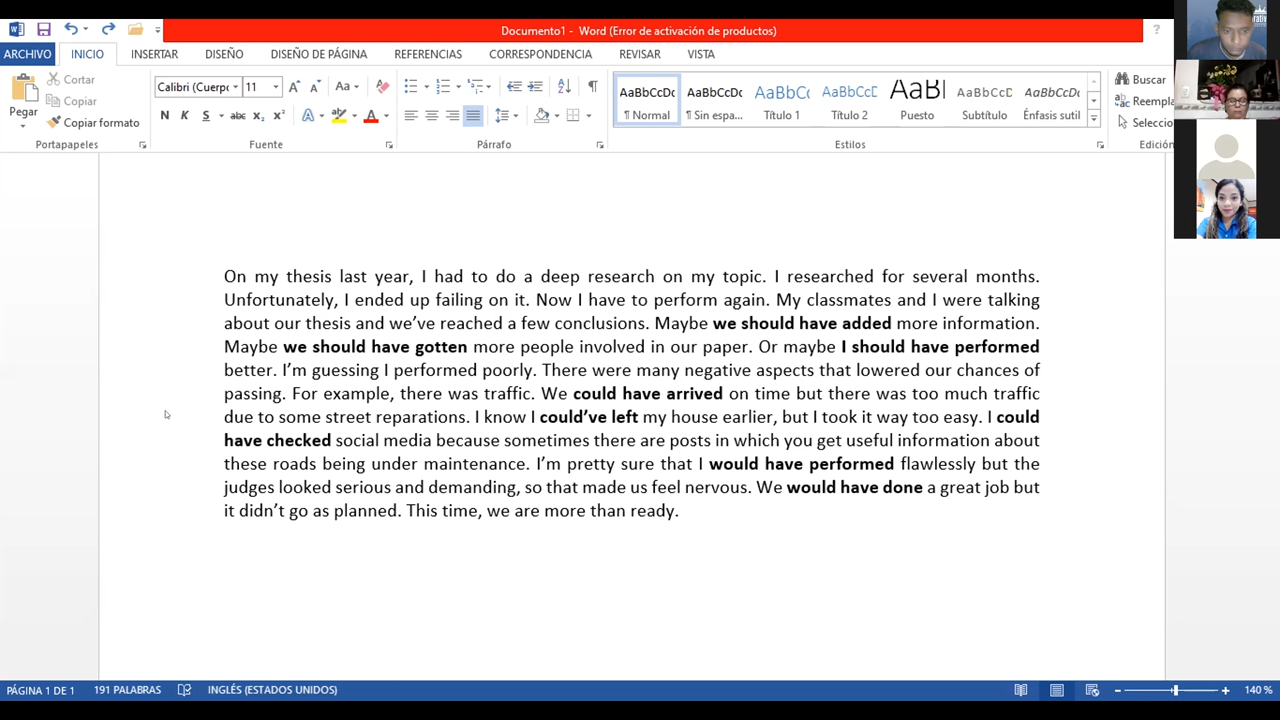 Documento1 - Word (Error de activación de productos)
?
ARCHIVO INICIO INSERTAR DISEÑO DISEÑO DE PÁGINA REFERENCIAS CORRESPONDENCIA REVISAR VISTA
Pegar
Cortar
Copiar
Copiar formato
Portapapeles
Calibri (Cuerpo 11
Aa
N K S abc x₂ x² A A
Fuente
Párrafo
AaBbCcDc AaBbCcDc AaBbCc AaBbCcD AaBl AaBbCcD AaBbCcDc
¶ Normal ¶ Sin espa... Título 1 Título 2 Puesto Subtítulo Énfasis sutil
Estilos
Buscar
Reempla
Seleccio
Edición
On my thesis last year, I had to do a deep research on my topic. I researched for several months.
Unfortunately, I ended up failing on it. Now I have to perform again. My classmates and I were talking
about our thesis and we’ve reached a few conclusions. Maybe we should have added more information.
Maybe we should have gotten more people involved in our paper. Or maybe I should have performed
better. I’m guessing I performed poorly. There were many negative aspects that lowered our chances of
passing. For example, there was traffic. We could have arrived on time but there was too much traffic
due to some street reparations. I know I could’ve left my house earlier, but I took it way too easy. I could
have checked social media because sometimes there are posts in which you get useful information about
these roads being under maintenance. I’m pretty sure that I would have performed flawlessly but the
judges looked serious and demanding, so that made us feel nervous. We would have done a great job but
it didn’t go as planned. This time, we are more than ready.
PÁGINA 1 DE 1 191 PALABRAS INGLÉS (ESTADOS UNIDOS) 140 %